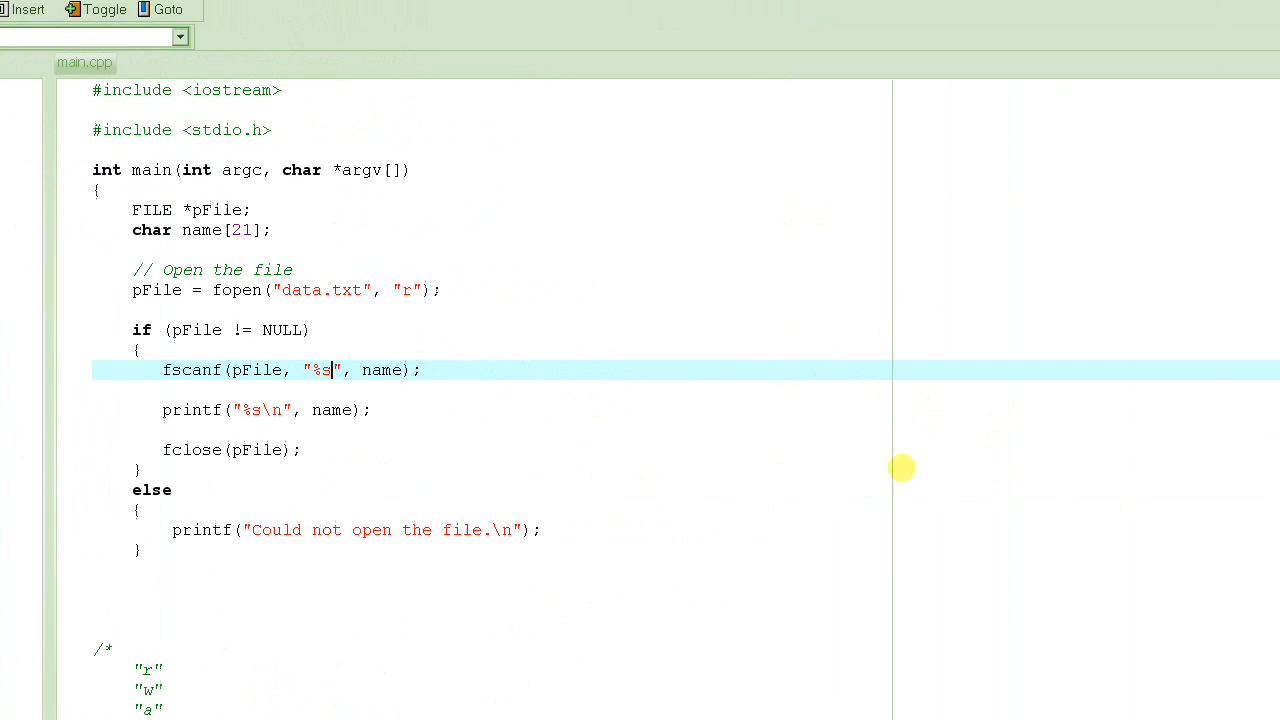 Insert Toggle Goto
main.cpp
#include <iostream>
#include <stdio.h>
int main(int argc, char *argv[])
{
FILE *pFile;
char name[21];
// Open the file
pFile = fopen("data.txt", "r");
if (pFile != NULL)
{
fscanf(pFile, "%s", name);
printf("%s\n", name);
fclose(pFile);
}
else
{
printf("Could not open the file.\n");
}
/*
"r"
"w"
"a"